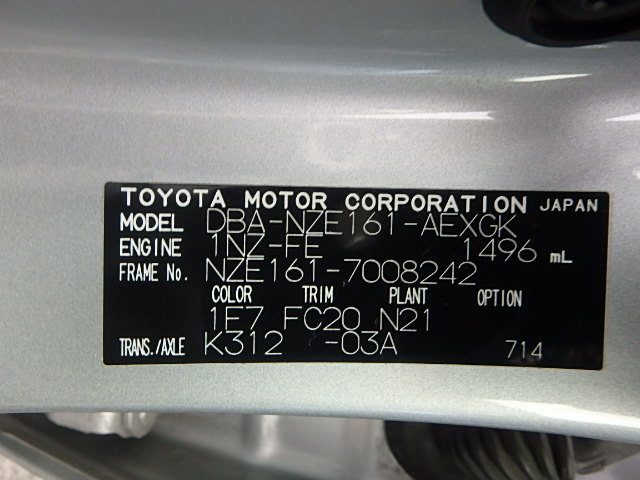 TOYOTA MOTOR CORPORATION JAPAN
MODEL DBA-NZE161-AEXGK
ENGINE 1NZ-FE 1496 mL
FRAME No. NZE161-7008242
COLOR TRIM PLANT OPTION
1E7 FC20 N21
TRANS./AXLE K312 -03A 714